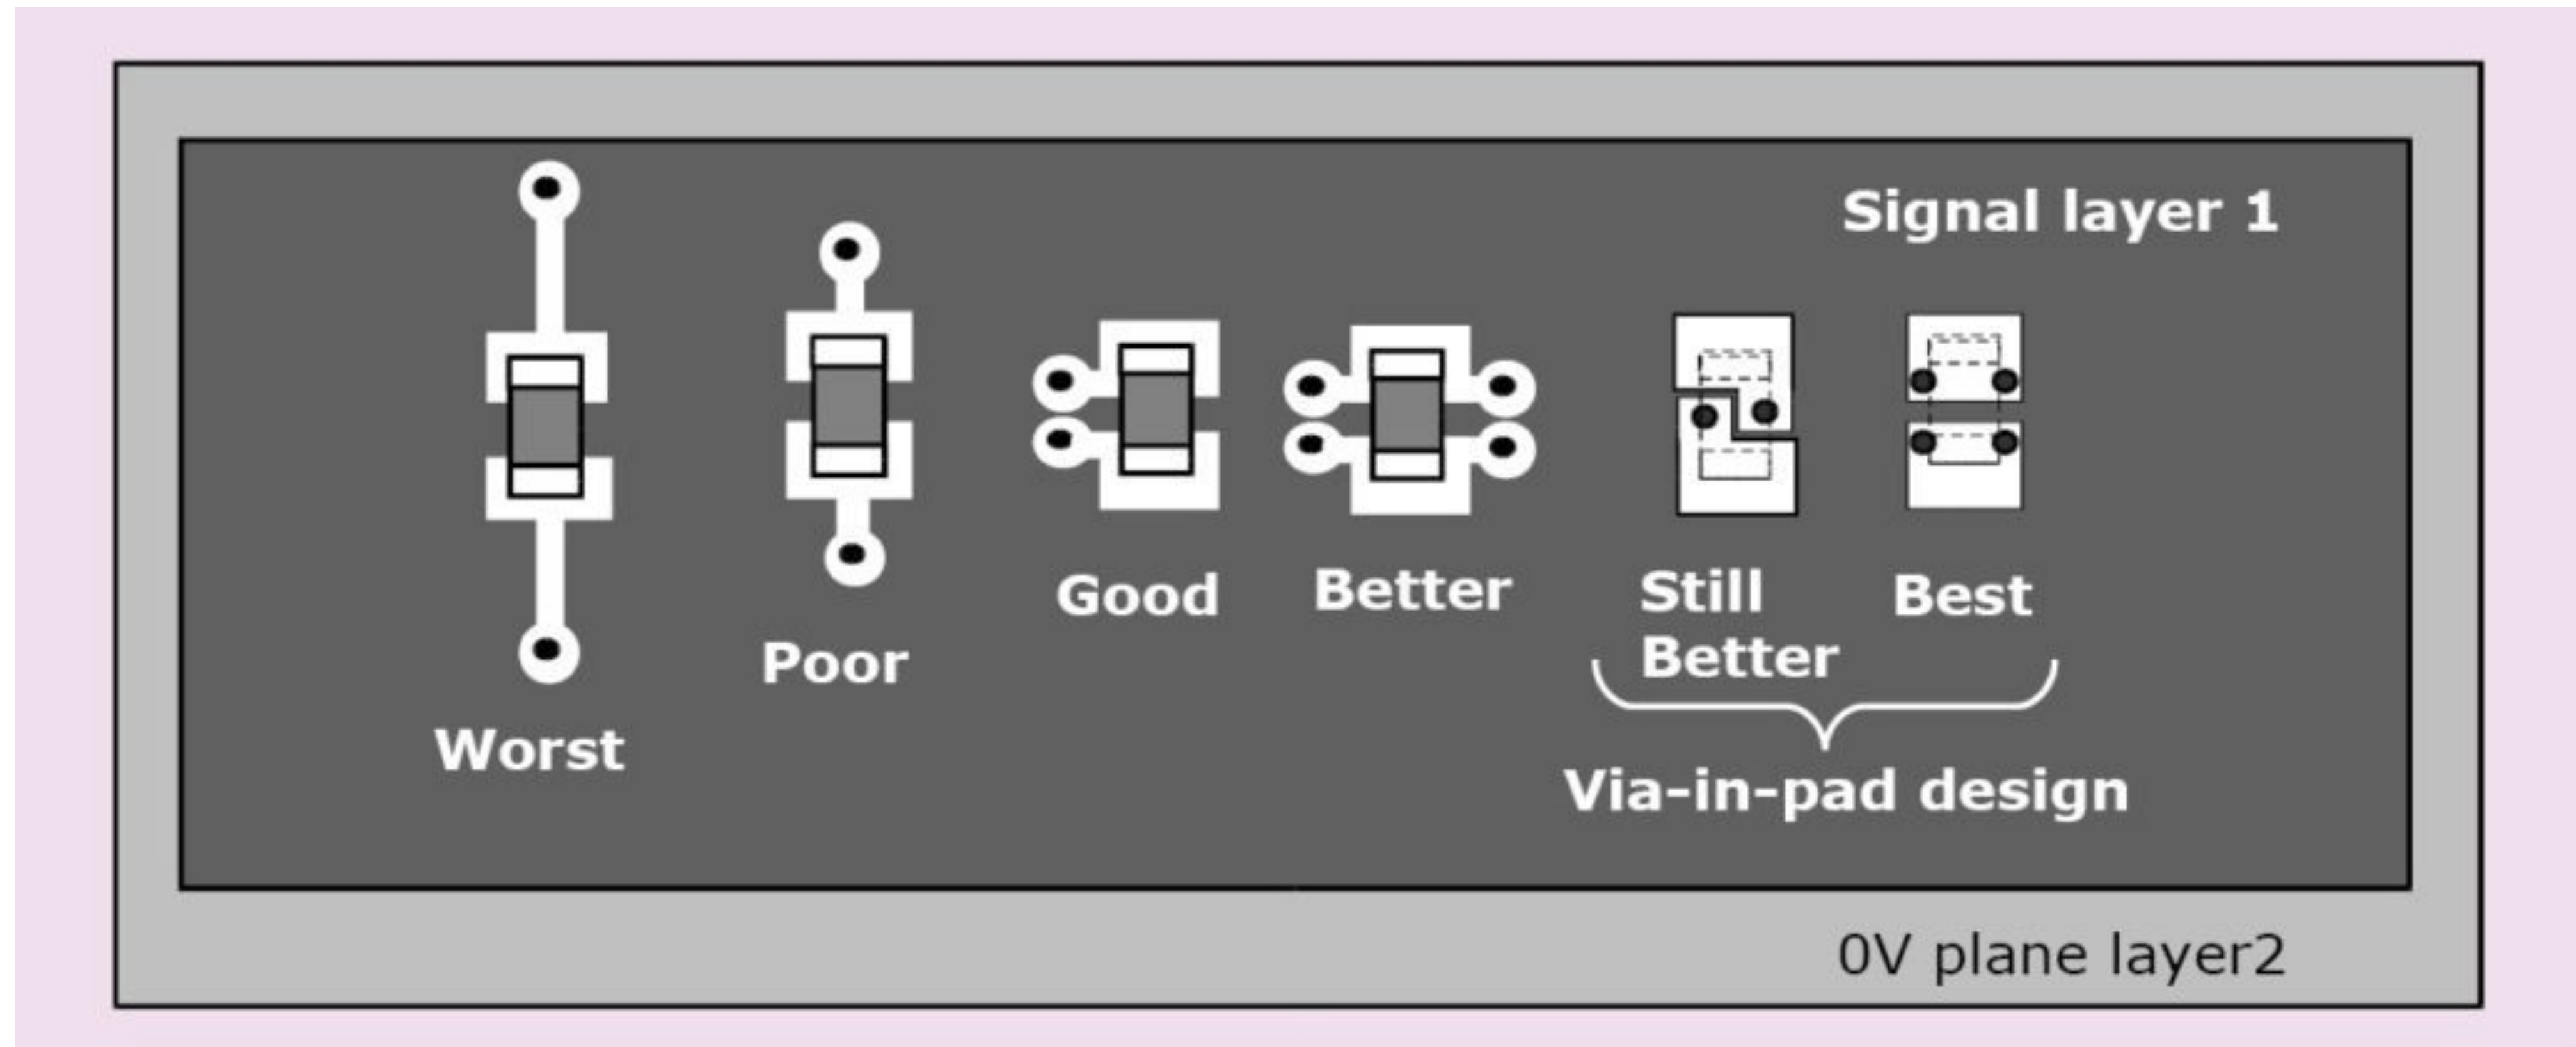 Signal layer 1
Worst
Poor
Good
Better
Still
Better
Best
Via-in-pad design
0V plane layer2